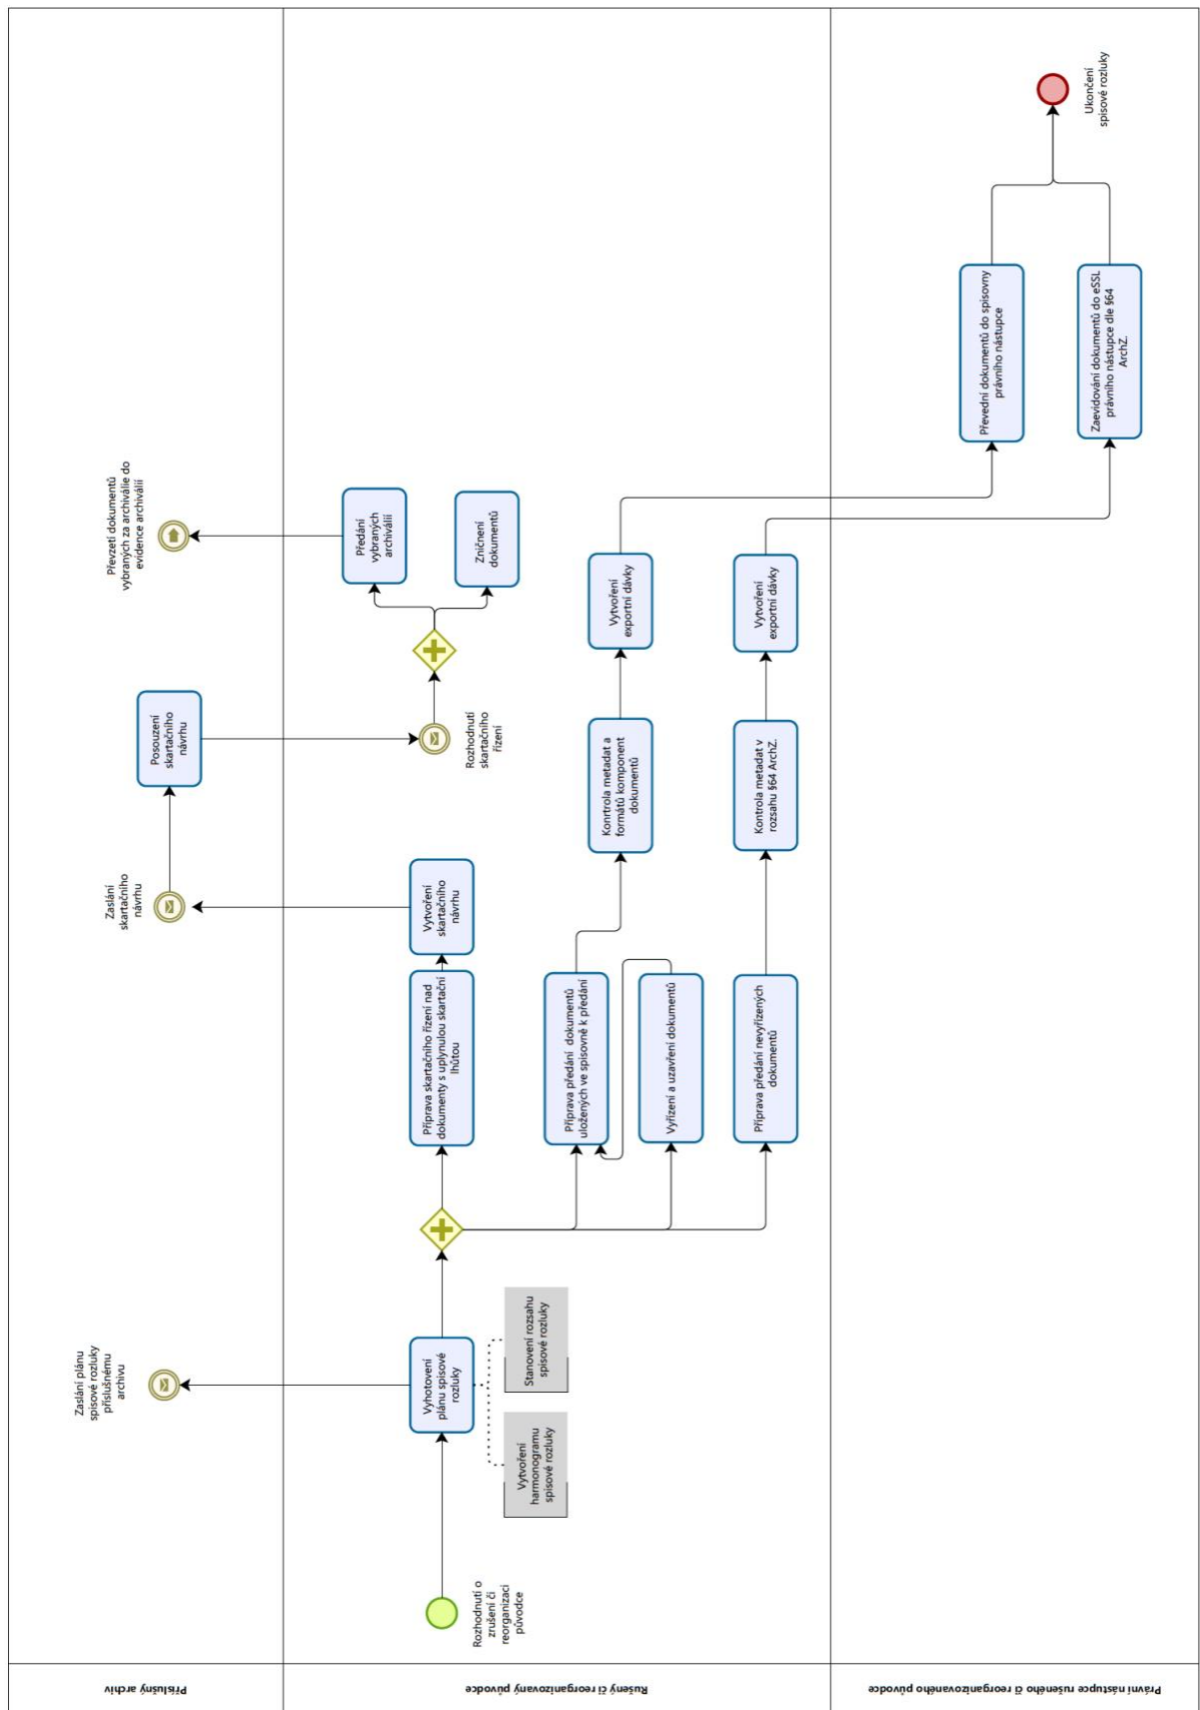 Příslušný archiv
Zaslání plánu
spisové rozluky
příslušnému
archivu
Zaslání
skartačního
návrhu
Posouzení
skartačního
návrhu
Převzetí dokumentů
vybraných za archiválie do
evidence archiválií
Rušený či reorganizovaný původce
Rozhodnutí o
zrušení či
reorganizaci
původce
Vyhotovení
plánu spisové
rozluky
Vytvoření
harmonogramu
spisové rozluky
Stanovení rozsahu
spisové rozluky
Příprava skartačního řízení nad
dokumenty s uplynulou skartační
lhůtou
Vytvoření
skartačního
návrhu
Rozhodnutí
skartačního
řízení
Předání
vybraných
archiválií
Zničnení
dokumentů
Příprava předání dokumentů
uložených ve spisovně k předání
Vyřízení a uzavření dokumentů
Příprava předání nevyřízených
dokumentů
Konrtola metadat a
formátů komponent
dokumentů
Kontrola metadat v
rozsahu §64 ArchZ.
Vytvoření
exportní dávky
Vytvoření
exportní dávky
Právní nástupce rušeného či reorganizovaného původce
Převední dokumentů do spisovny
právního nástupce
Zaevidování dokumentů do eSSL
právního nástupce dle §64
ArchZ.
Ukončení
spisové rozluky